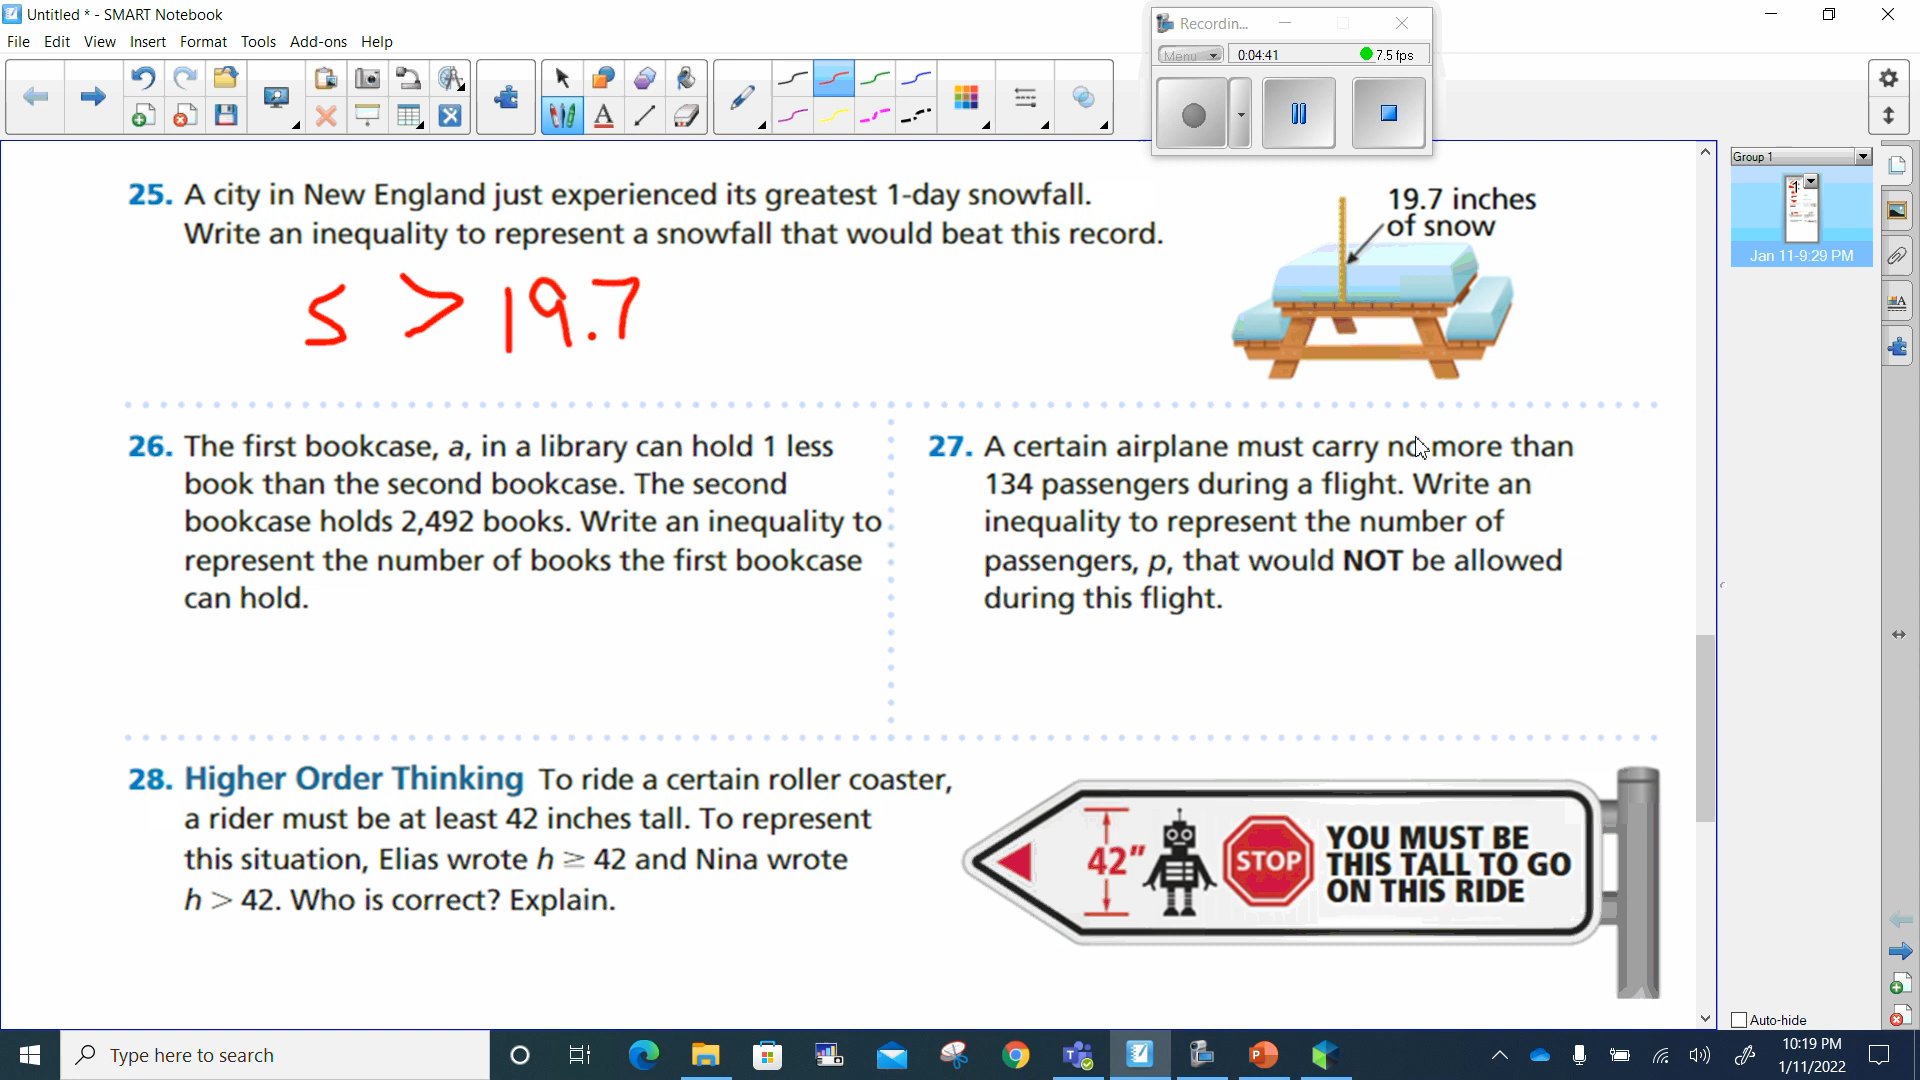 Untitled * - SMART Notebook
File Edit View Insert Format Tools Add-ons Help
Recordin...
Menu 0:04:41 7.5 fps
25. A city in New England just experienced its greatest 1-day snowfall.
Write an inequality to represent a snowfall that would beat this record.
19.7 inches
of snow
s > 19.7
26. The first bookcase, a, in a library can hold 1 less
book than the second bookcase. The second
bookcase holds 2,492 books. Write an inequality to
represent the number of books the first bookcase
can hold.
27. A certain airplane must carry no more than
134 passengers during a flight. Write an
inequality to represent the number of
passengers, p, that would NOT be allowed
during this flight.
28. Higher Order Thinking To ride a certain roller coaster,
a rider must be at least 42 inches tall. To represent
this situation, Elias wrote h ≥ 42 and Nina wrote
h > 42. Who is correct? Explain.
42"
STOP
YOU MUST BE
THIS TALL TO GO
ON THIS RIDE
Group 1
1
Jan 11-9:29 PM
Auto-hide
Type here to search
10:19 PM
1/11/2022